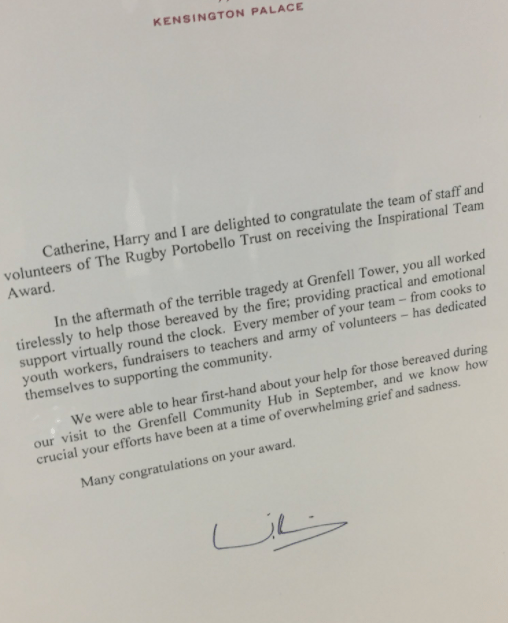 KENSINGTON PALACE
Catherine, Harry and I are delighted to congratulate the team of staff and
volunteers of The Rugby Portobello Trust on receiving the Inspirational Team
Award.
In the aftermath of the terrible tragedy at Grenfell Tower, you all worked
tirelessly to help those bereaved by the fire; providing practical and emotional
support virtually round the clock. Every member of your team – from cooks to
youth workers, fundraisers to teachers and army of volunteers – has dedicated
themselves to supporting the community.
We were able to hear first-hand about your help for those bereaved during
our visit to the Grenfell Community Hub in September, and we know how
crucial your efforts have been at a time of overwhelming grief and sadness.
Many congratulations on your award.